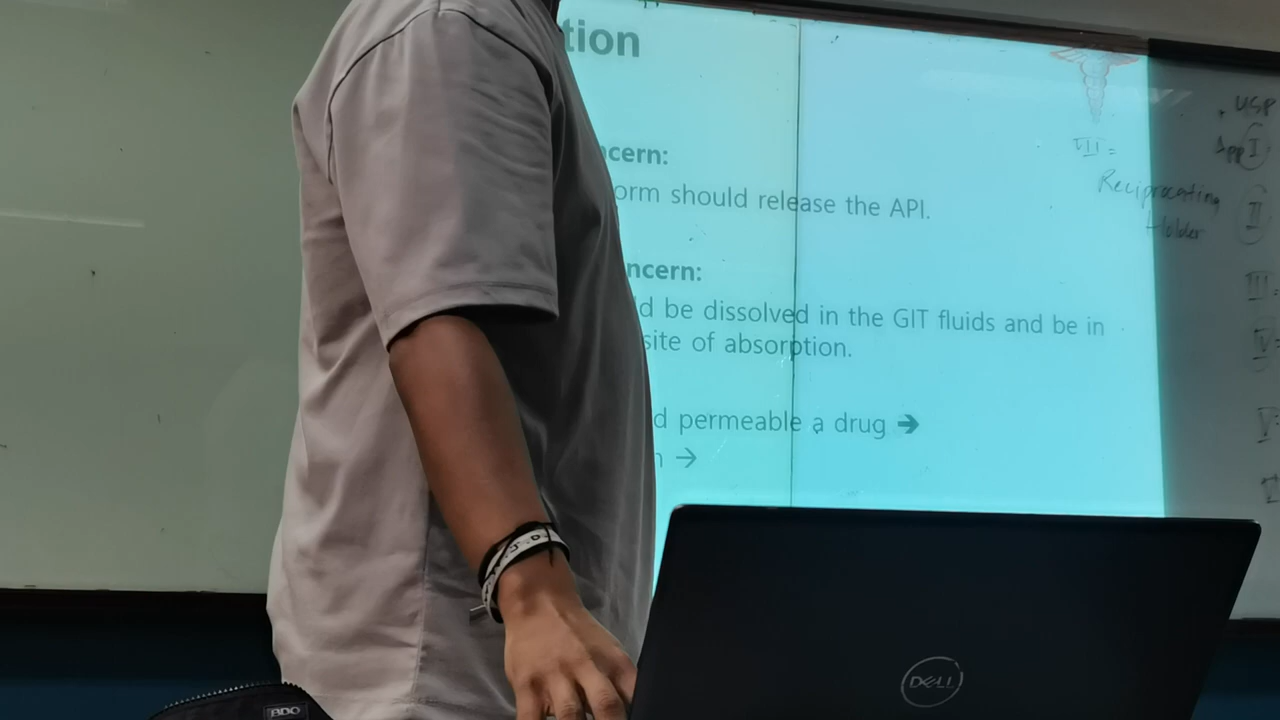 tion
ncern:
orm should release the API.
ncern:
d be dissolved in the GIT fluids and be in
site of absorption.
d permeable a drug →
n →
VII =
Reciprocating
Holder
USP
App I
II
III =
IV =
V
DELL
BDO